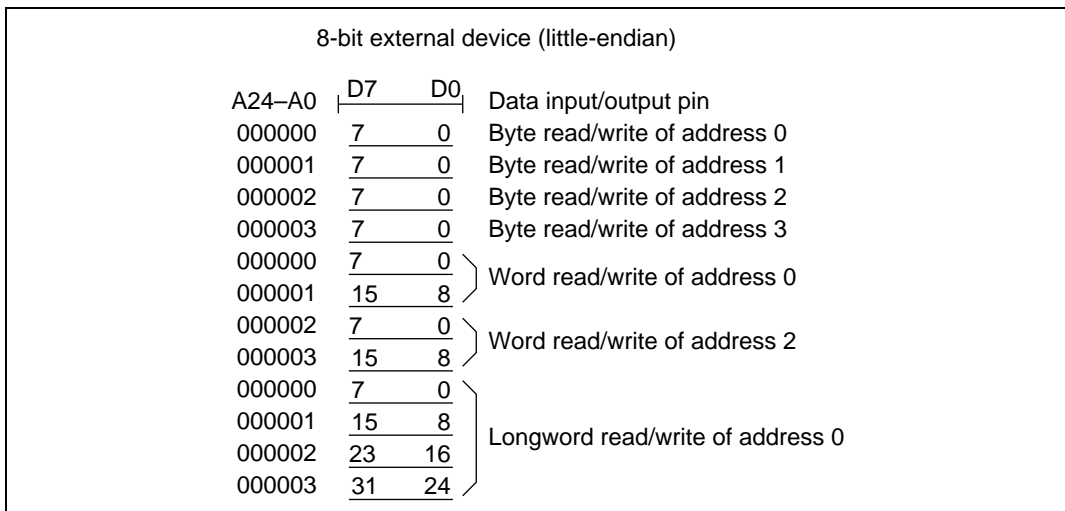 8-bit external device (little-endian)
A24–A0 D7 D0 Data input/output pin
000000 7 0 Byte read/write of address 0
000001 7 0 Byte read/write of address 1
000002 7 0 Byte read/write of address 2
000003 7 0 Byte read/write of address 3
000000 7 0
Word read/write of address 0
000001 15 8
000002 7 0
Word read/write of address 2
000003 15 8
000000 7 0
000001 15 8
Longword read/write of address 0
000002 23 16
000003 31 24